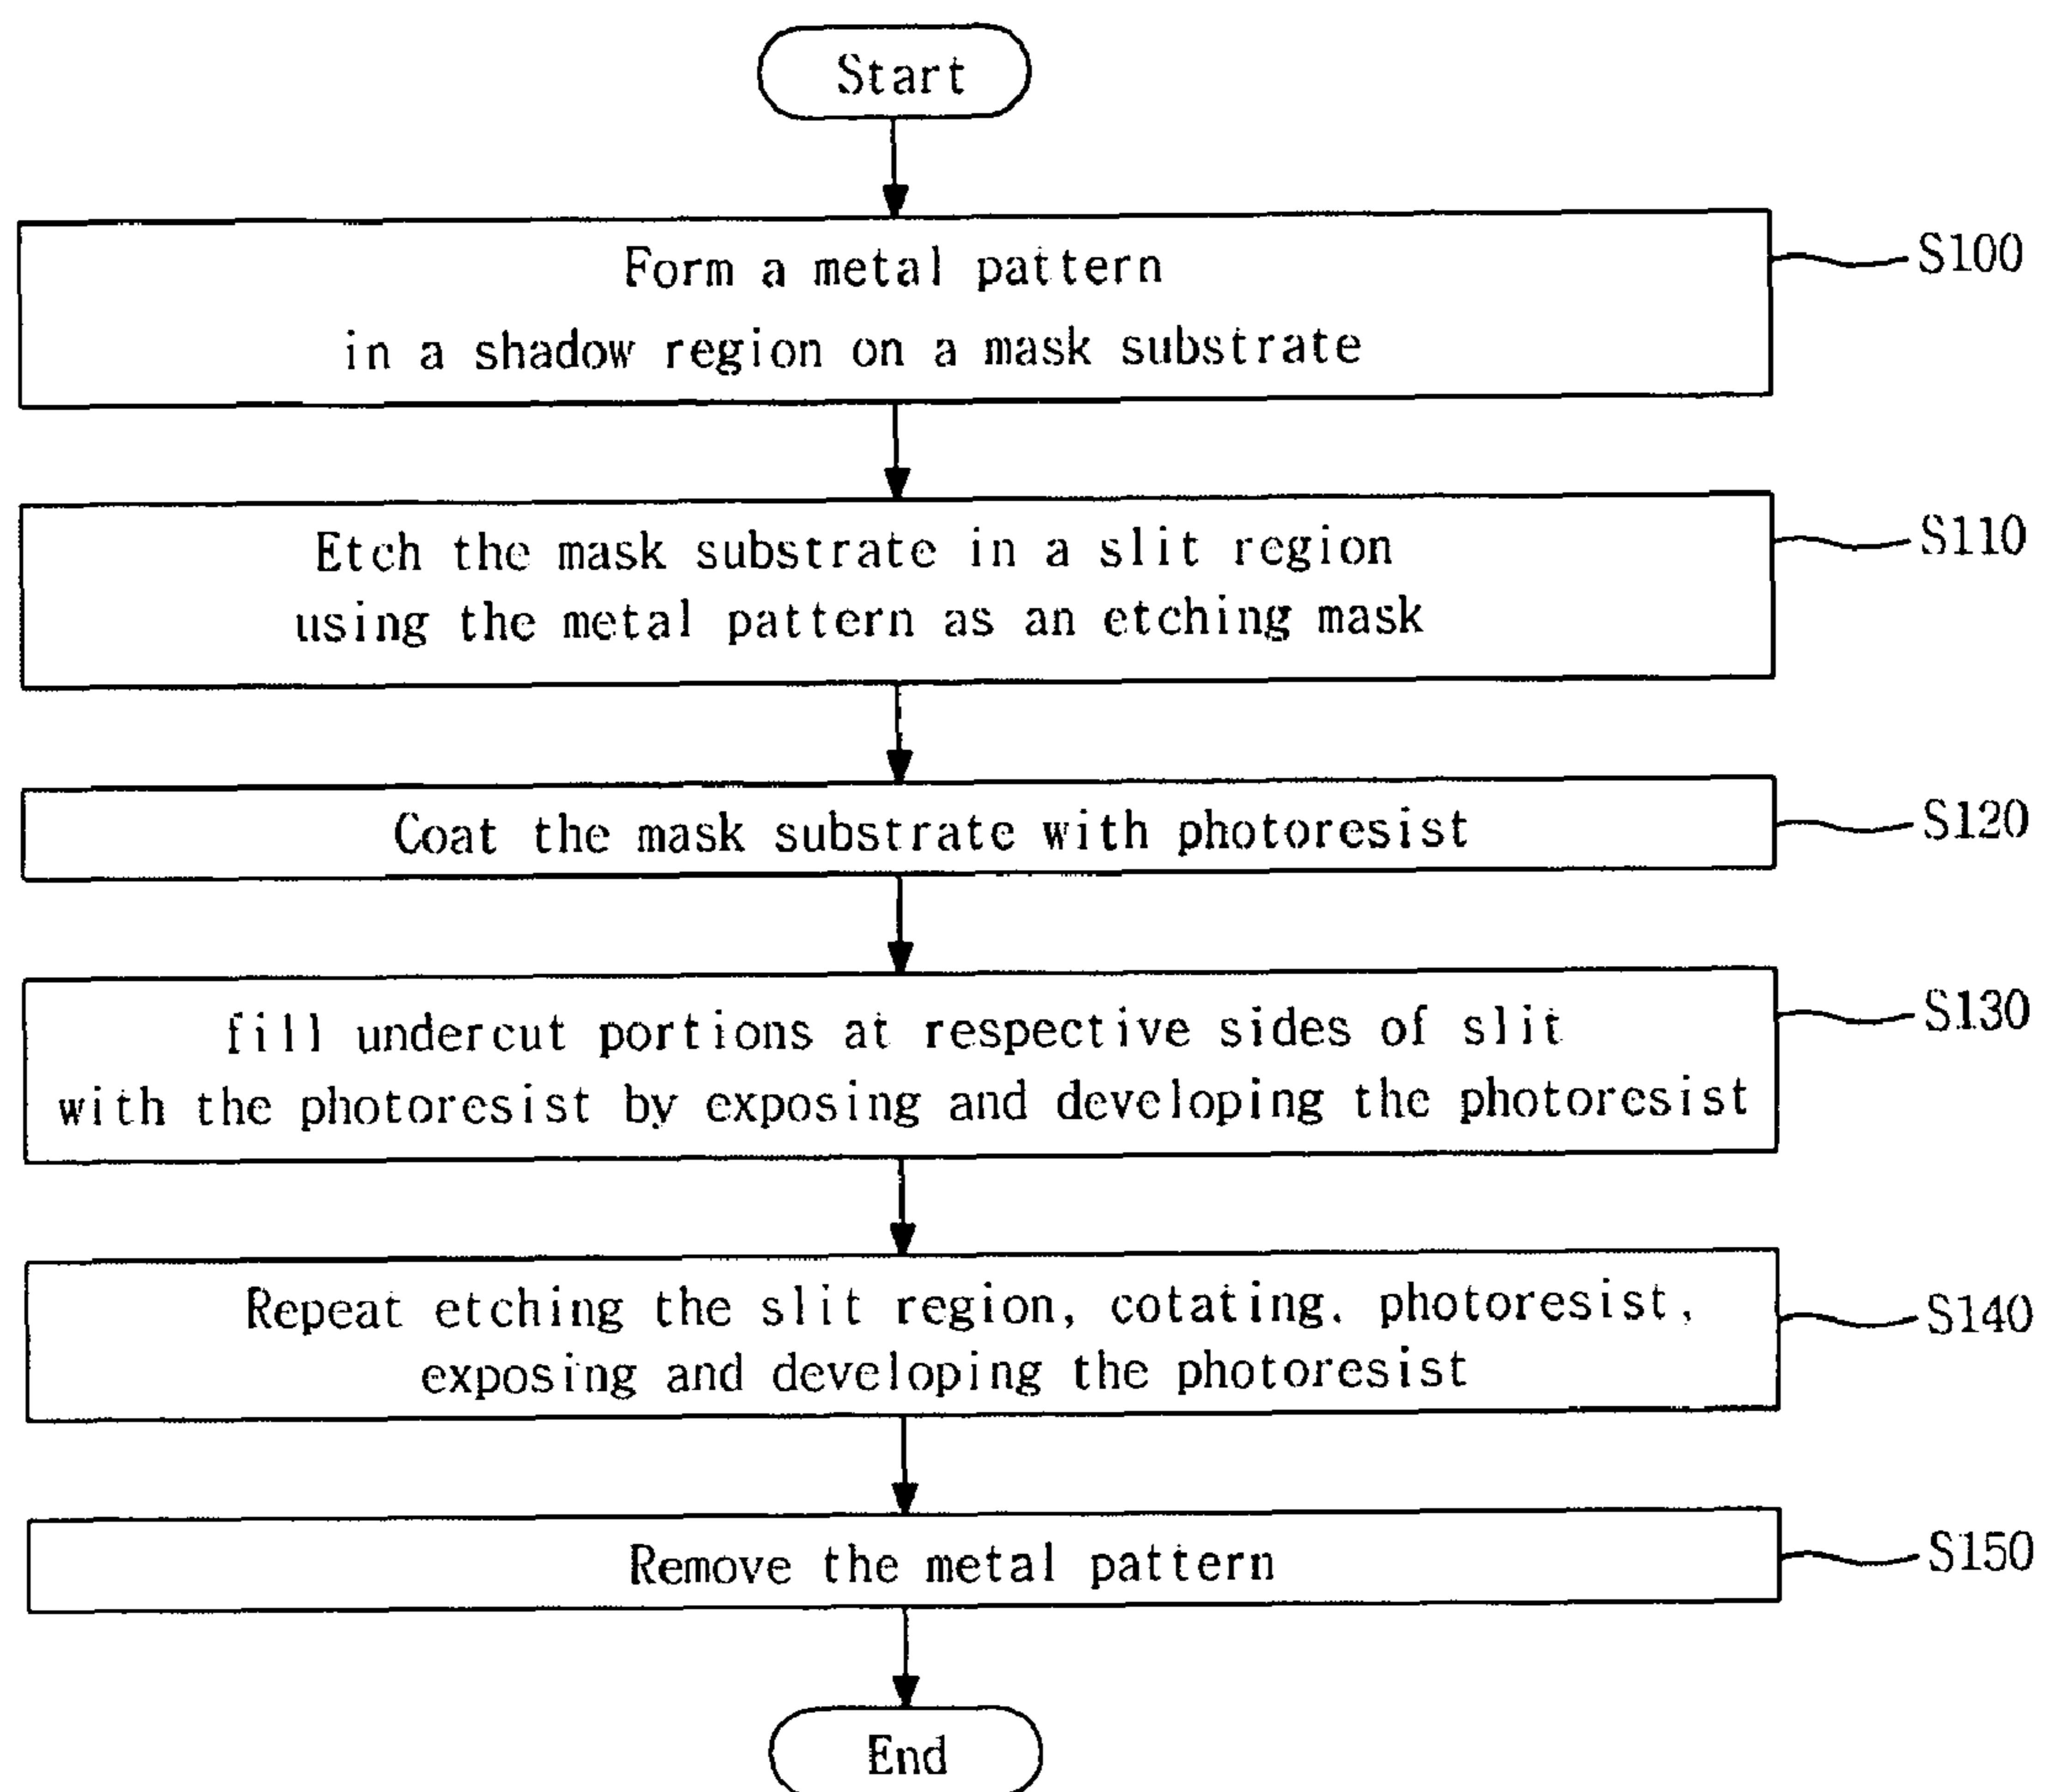 Start
Form a metal pattern
in a shadow region on a mask substrate
S100
Etch the mask substrate in a slit region
using the metal pattern as an etching mask
S110
Coat the mask substrate with photoresist
S120
fill undercut portions at respective sides of slit
with the photoresist by exposing and developing the photoresist
S130
Repeat etching the slit region, cotating. photoresist,
exposing and developing the photoresist
S140
Remove the metal pattern
S150
End